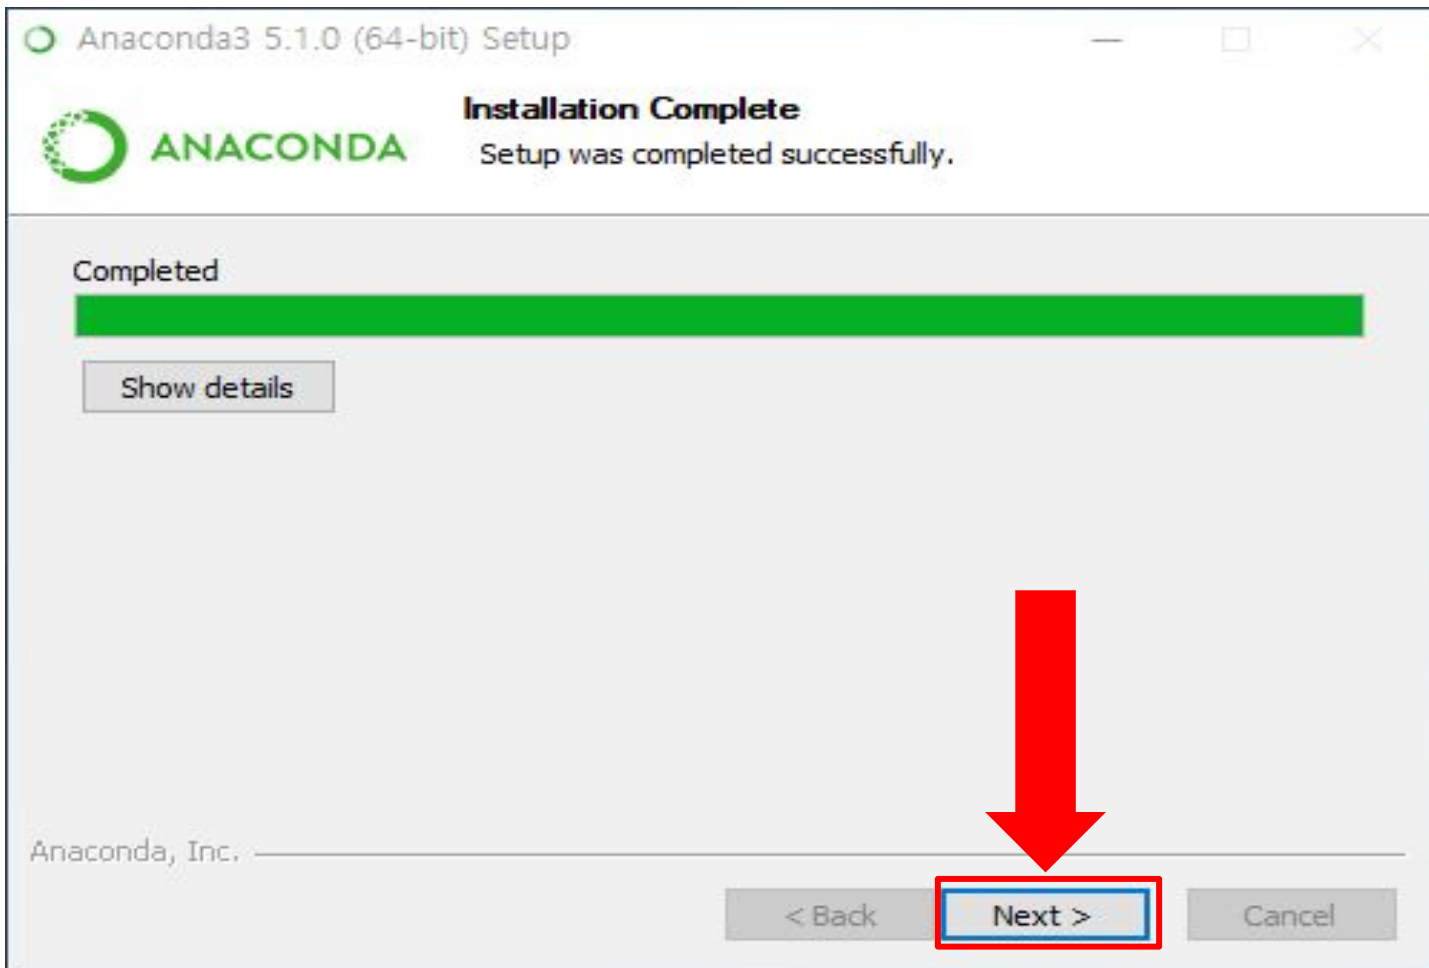 Anaconda3 5.1.0 (64-bit) Setup
ANACONDA
Installation Complete
Setup was completed successfully.
Completed
Show details
Anaconda, Inc.
< Back
Next >
Cancel